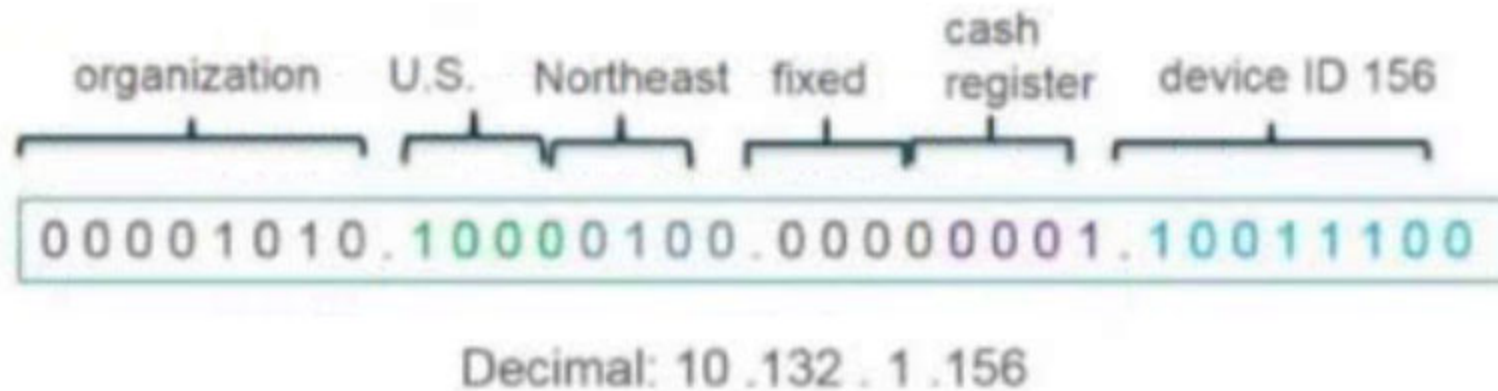 organization U.S. Northeast fixed cash register device ID 156
00001010.10000100.00000001.10011100
Decimal: 10 .132 . 1 .156